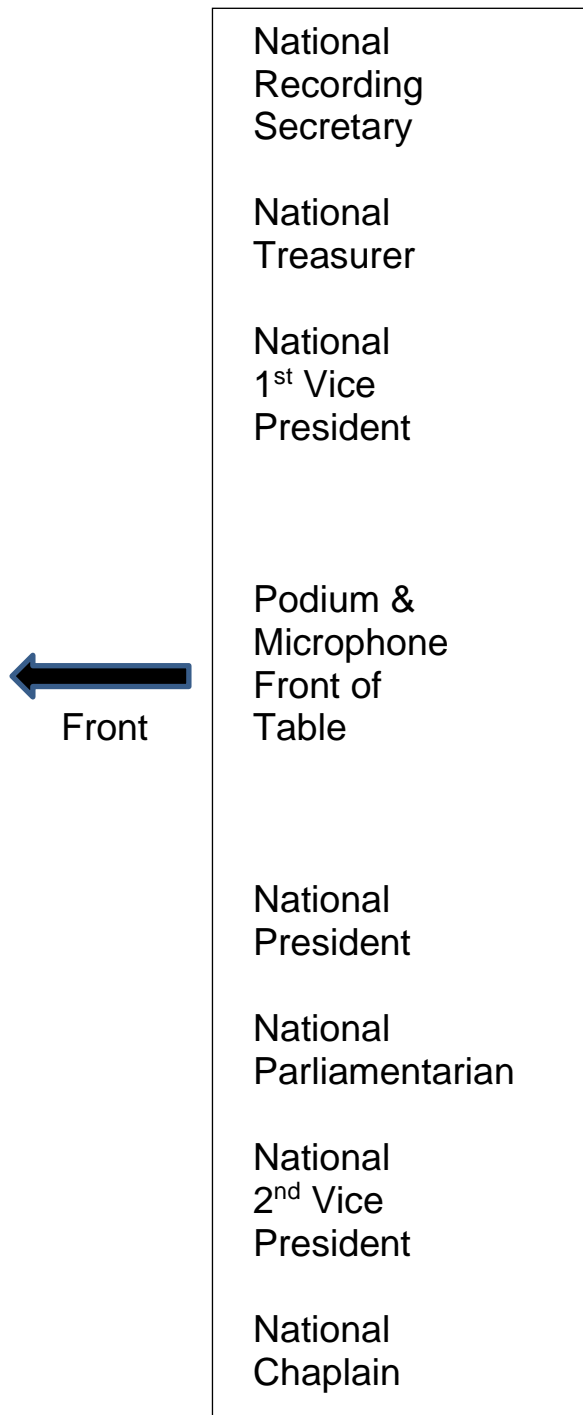 National
Recording
Secretary
National
Treasurer
National
1st Vice
President
Podium &
Microphone
Front of
Table
Front
National
President
National
Parliamentarian
National
2nd Vice
President
National
Chaplain